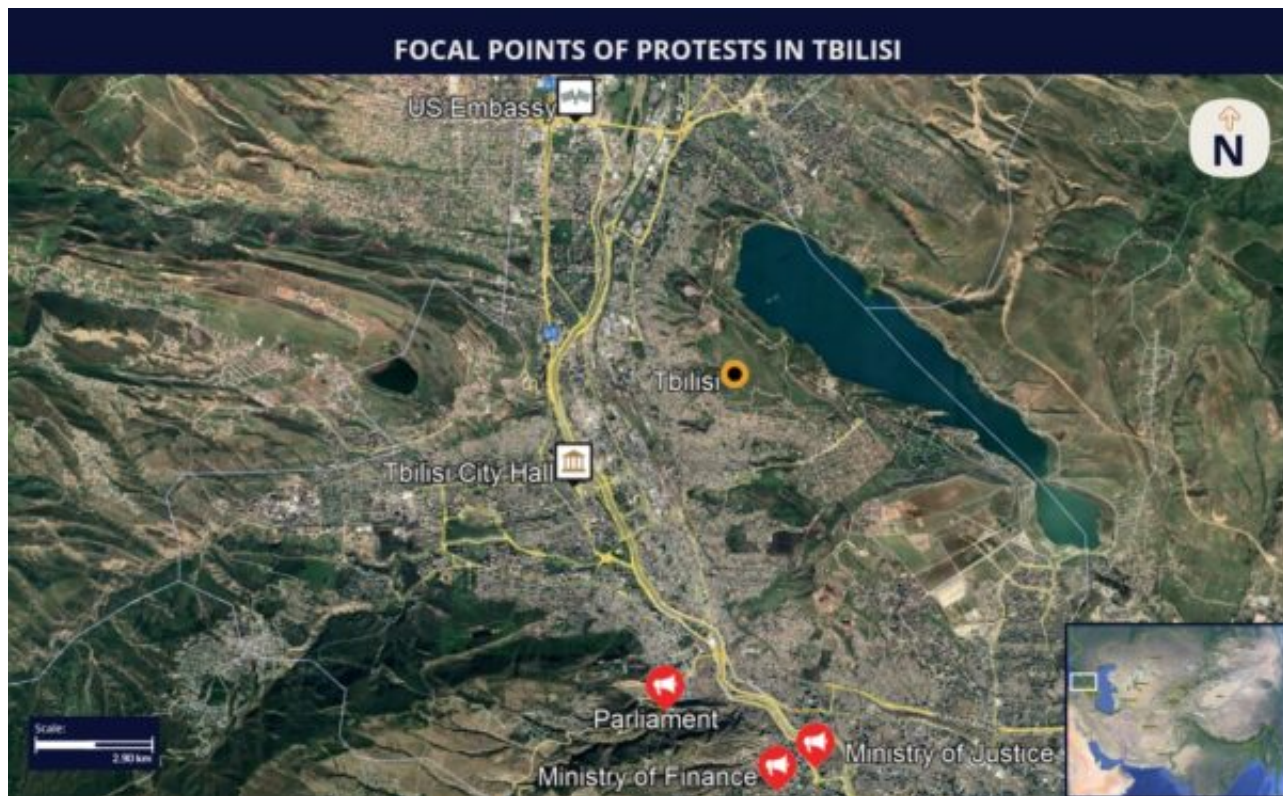 FOCAL POINTS OF PROTESTS IN TBILISI
US Embassy
N
Tbilisi
Tbilisi City Hall
Parliament
Ministry of Justice
Ministry of Finance
Scale:
2.90 km